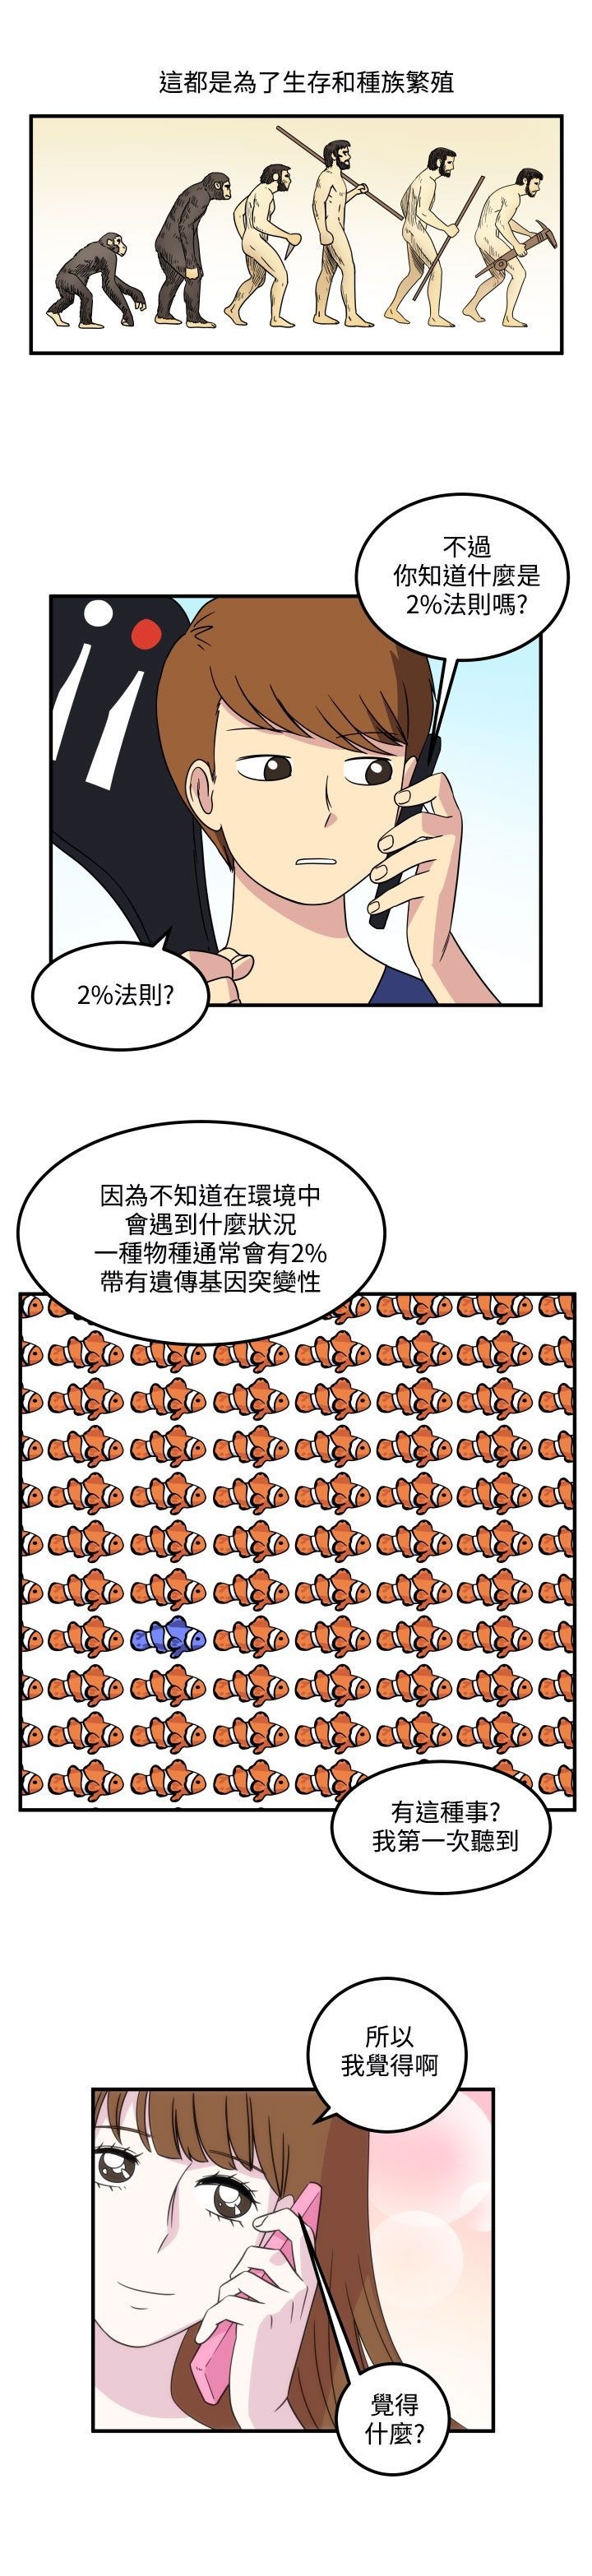 這都是為了生存和種族繁殖
不過
你知道什麼是
2%法則嗎?
2%法則?
因為不知道在環境中
會遇到什麼狀況
一種物種通常會有2%
帶有遺傳基因突變性
有這種事?
我第一次聽到
所以
我覺得啊
覺得
什麼?